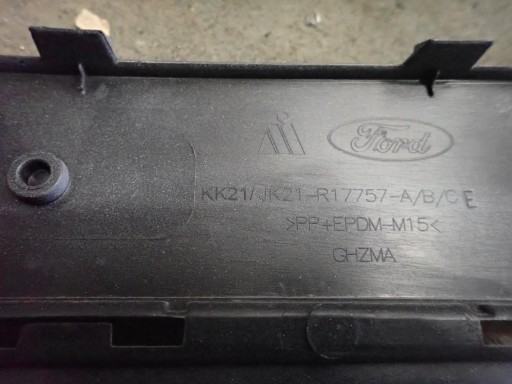 Ford
KK21/JK21-R17757-A/B/C E
>PP+EPDM-M15<
GHZMA